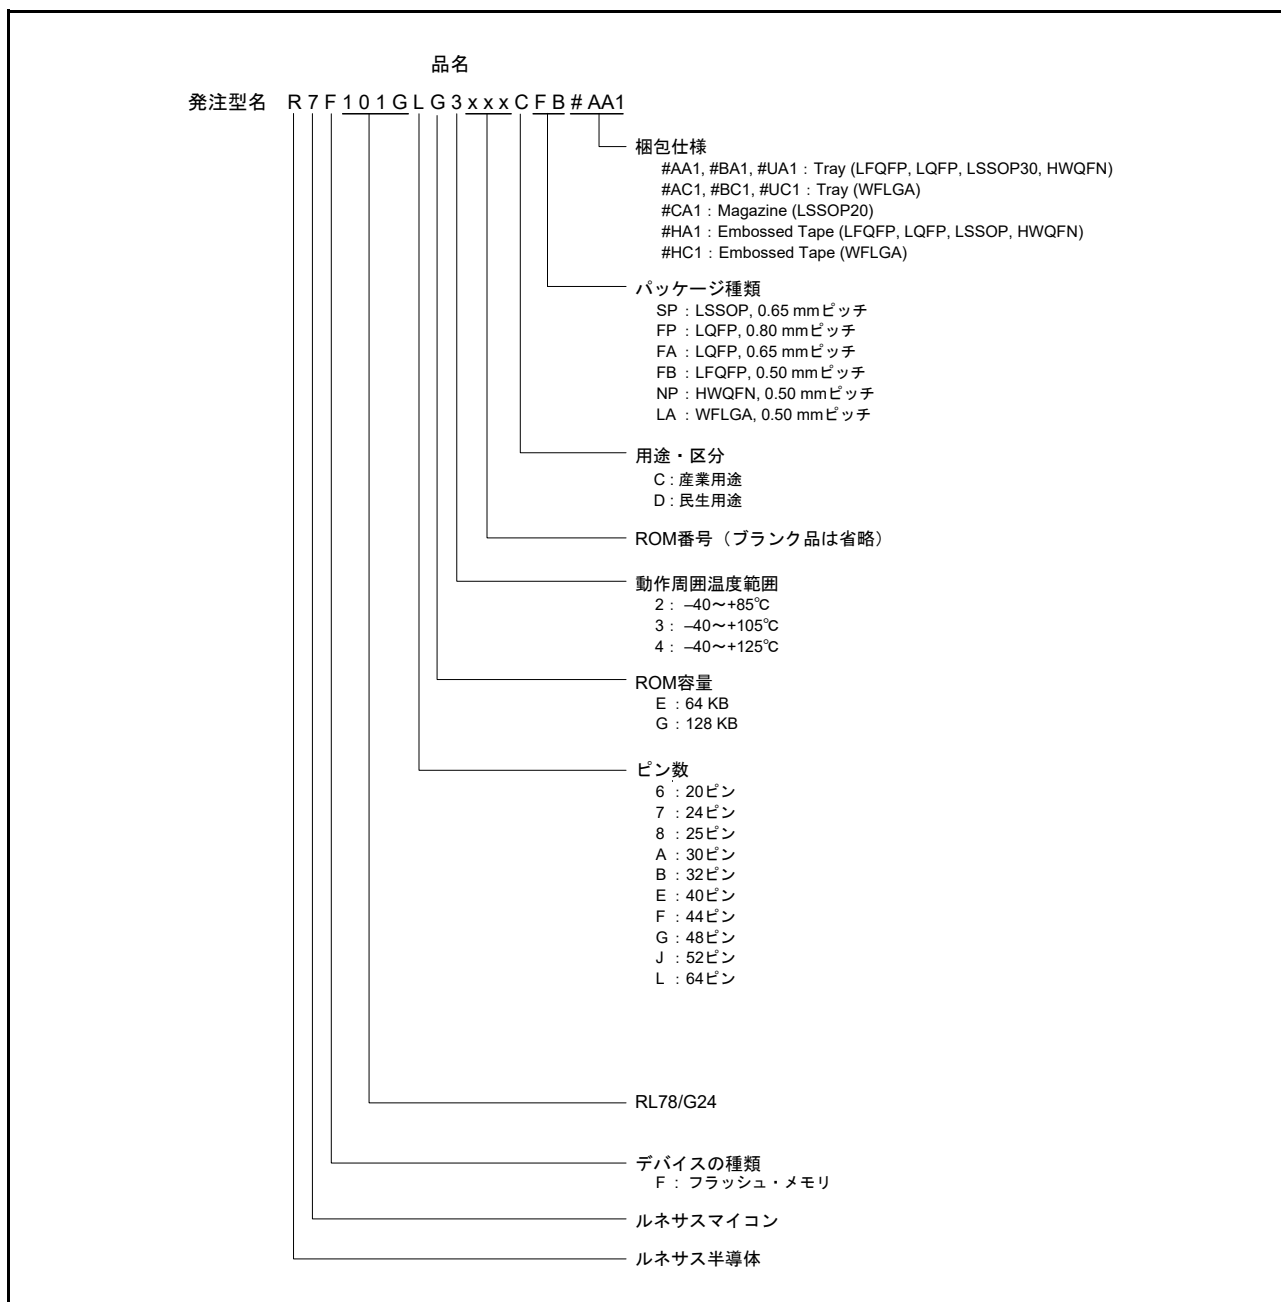 品名
発注型名 R 7 F 1 0 1 G L G 3 x x x C F B # AA1
梱包仕様
#AA1, #BA1, #UA1 : Tray (LFQFP, LQFP, LSSOP30, HWQFN)
#AC1, #BC1, #UC1 : Tray (WFLGA)
#CA1 : Magazine (LSSOP20)
#HA1 : Embossed Tape (LFQFP, LQFP, LSSOP, HWQFN)
#HC1 : Embossed Tape (WFLGA)
パッケージ種類
SP : LSSOP, 0.65 mmピッチ
FP : LQFP, 0.80 mmピッチ
FA : LQFP, 0.65 mmピッチ
FB : LFQFP, 0.50 mmピッチ
NP : HWQFN, 0.50 mmピッチ
LA : WFLGA, 0.50 mmピッチ
用途・区分
C : 産業用途
D : 民生用途
ROM番号（ブランク品は省略）
動作周囲温度範囲
2 : –40～+85℃
3 : –40～+105℃
4 : –40～+125℃
ROM容量
E : 64 KB
G : 128 KB
ピン数
6 : 20ピン
7 : 24ピン
8 : 25ピン
A : 30ピン
B : 32ピン
E : 40ピン
F : 44ピン
G : 48ピン
J : 52ピン
L : 64ピン
RL78/G24
デバイスの種類
F : フラッシュ・メモリ
ルネサスマイコン
ルネサス半導体